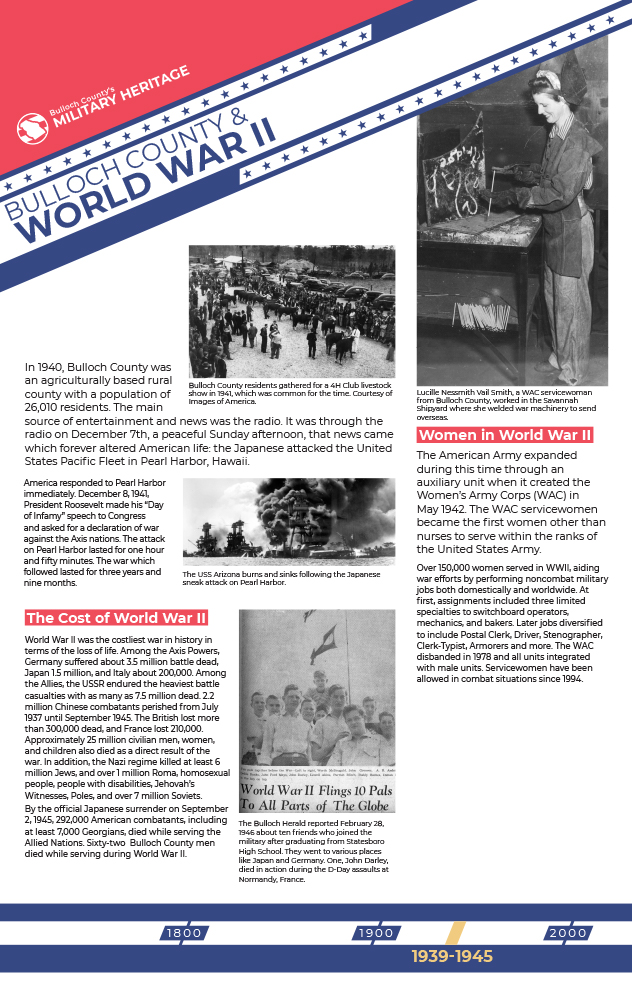 Bulloch County's
MILITARY HERITAGE
BULLOCH COUNTY &
WORLD WAR II
In 1940, Bulloch County was
an agriculturally based rural
county with a population of
26,010 residents. The main
source of entertainment and news was the radio. It was through the
radio on December 7th, a peaceful Sunday afternoon, that news came
which forever altered American life: the Japanese attacked the United
States Pacific Fleet in Pearl Harbor, Hawaii.
Bulloch County residents gathered for a 4H Club livestock
show in 1941, which was common for the time. Courtesy of
Images of America.
America responded to Pearl Harbor
immediately. December 8, 1941,
President Roosevelt made his "Day
of Infamy" speech to Congress
and asked for a declaration of war
against the Axis nations. The attack
on Pearl Harbor lasted for one hour
and fifty minutes. The war which
followed lasted for three years and
nine months.
The USS Arizona burns and sinks following the Japanese
sneak attack on Pearl Harbor.
The Cost of World War II
World War II was the costliest war in history in
terms of the loss of life. Among the Axis Powers,
Germany suffered about 3.5 million battle dead,
Japan 1.5 million, and Italy about 200,000. Among
the Allies, the USSR endured the heaviest battle
casualties with as many as 7.5 million dead. 2.2
million Chinese combatants perished from July
1937 until September 1945. The British lost more
than 300,000 dead, and France lost 210,000.
Approximately 25 million civilian men, women,
and children also died as a direct result of the
war. In addition, the Nazi regime killed at least 6
million Jews, and over 1 million Roma, homosexual
people, people with disabilities, Jehovah's
Witnesses, Poles, and over 7 million Soviets.
By the official Japanese surrender on September
2, 1945, 292,000 American combatants, including
at least 7,000 Georgians, died while serving the
Allied Nations. Sixty-two Bulloch County men
died while serving during World War II.
World War II Flings 10 Pals
To All Parts of The Globe
The Bulloch Herald reported February 28,
1946 about ten friends who joined the
military after graduating from Statesboro
High School. They went to various places
like Japan and Germany. One, John Darley,
died in action during the D-Day assaults at
Normandy, France.
Lucille Nessmith Vail Smith, a WAC servicewoman
from Bulloch County, worked in the Savannah
Shipyard where she welded war machinery to send
overseas.
Women in World War II
The American Army expanded
during this time through an
auxiliary unit when it created the
Women's Army Corps (WAC) in
May 1942. The WAC servicewomen
became the first women other than
nurses to serve within the ranks of
the United States Army.
Over 150,000 women served in WWII, aiding
war efforts by performing noncombat military
jobs both domestically and worldwide. At
first, assignments included three limited
specialties to switchboard operators,
mechanics, and bakers. Later jobs diversified
to include Postal Clerk, Driver, Stenographer,
Clerk-Typist, Armorers and more. The WAC
disbanded in 1978 and all units integrated
with male units. Servicewomen have been
allowed in combat situations since 1994.
1800
1900
2000
1939-1945